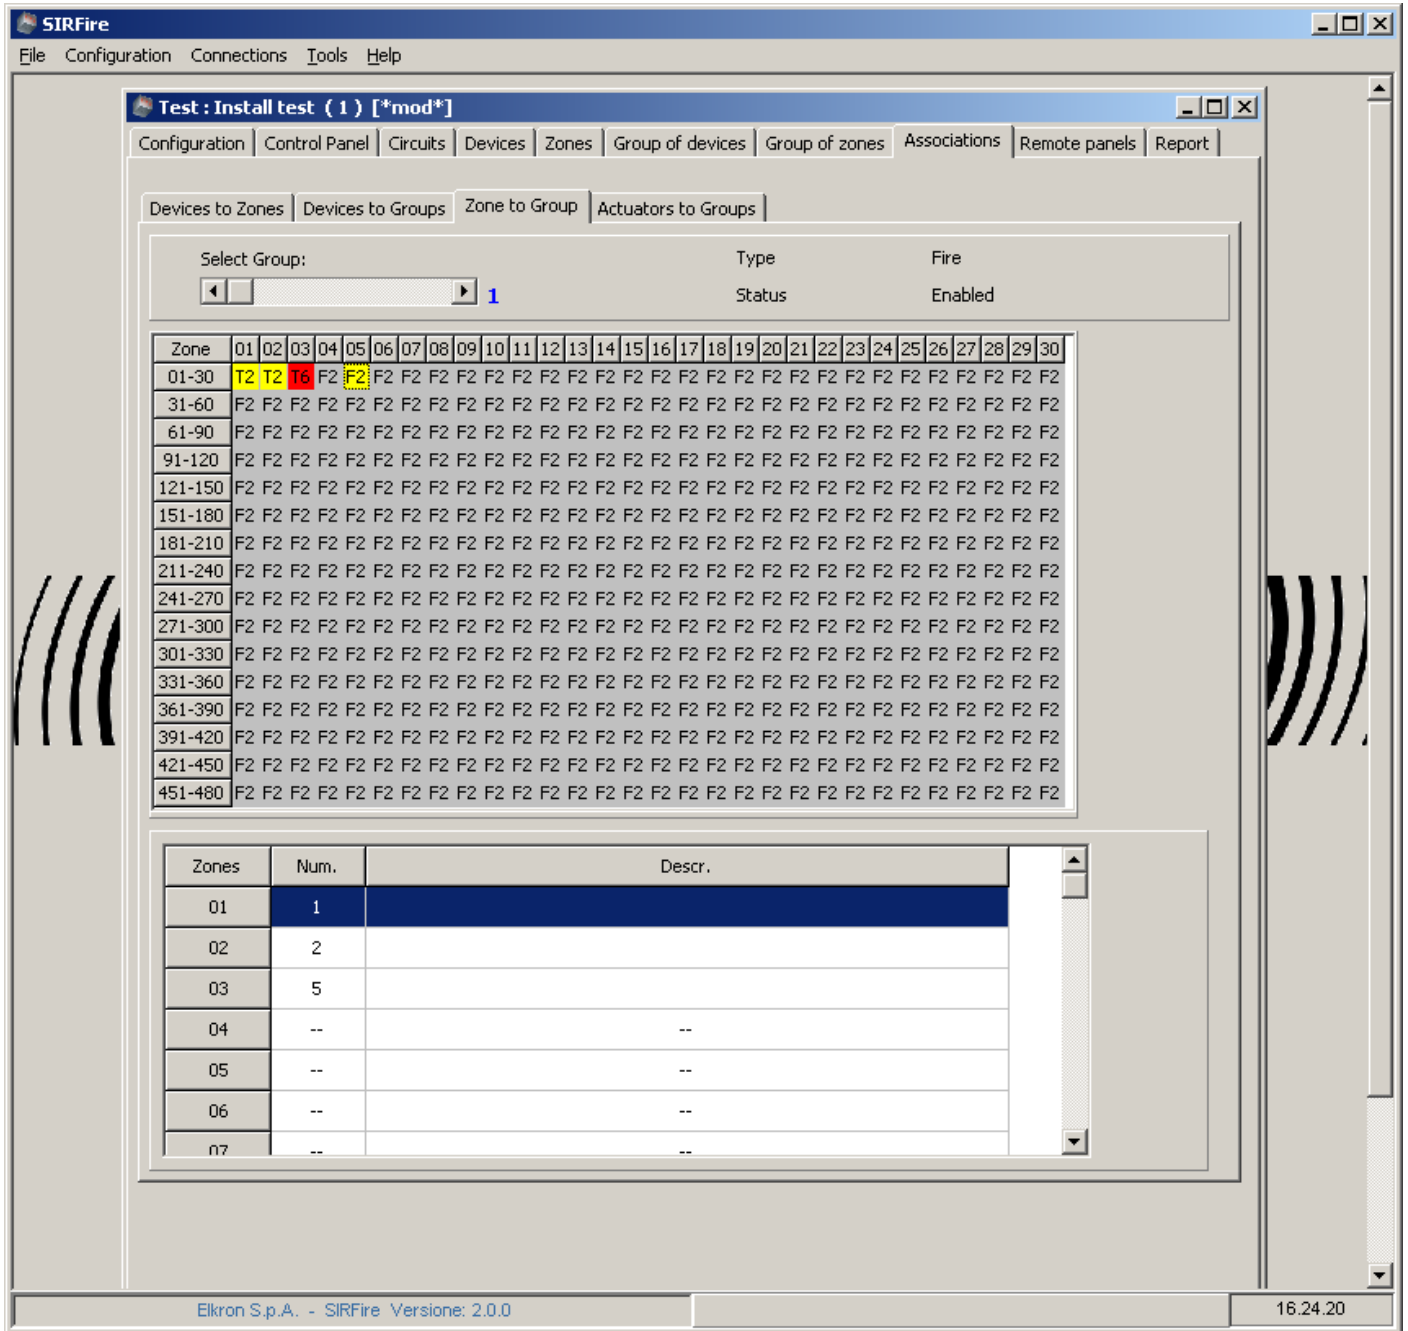 SIRFire
File Configuration Connections Tools Help
Test : Install test ( 1 ) [*mod*]
Configuration Control Panel Circuits Devices Zones Group of devices Group of zones Associations Remote panels Report
Devices to Zones Devices to Groups Zone to Group Actuators to Groups
Select Group: Type Fire
1 Status Enabled
Zone 01 02 03 04 05 06 07 08 09 10 11 12 13 14 15 16 17 18 19 20 21 22 23 24 25 26 27 28 29 30
01-30 T2 T2 T6 F2 F2 F2 F2 F2 F2 F2 F2 F2 F2 F2 F2 F2 F2 F2 F2 F2 F2 F2 F2 F2 F2 F2 F2 F2 F2 F2
31-60 F2 F2 F2 F2 F2 F2 F2 F2 F2 F2 F2 F2 F2 F2 F2 F2 F2 F2 F2 F2 F2 F2 F2 F2 F2 F2 F2 F2 F2 F2
61-90 F2 F2 F2 F2 F2 F2 F2 F2 F2 F2 F2 F2 F2 F2 F2 F2 F2 F2 F2 F2 F2 F2 F2 F2 F2 F2 F2 F2 F2 F2
91-120 F2 F2 F2 F2 F2 F2 F2 F2 F2 F2 F2 F2 F2 F2 F2 F2 F2 F2 F2 F2 F2 F2 F2 F2 F2 F2 F2 F2 F2 F2
121-150 F2 F2 F2 F2 F2 F2 F2 F2 F2 F2 F2 F2 F2 F2 F2 F2 F2 F2 F2 F2 F2 F2 F2 F2 F2 F2 F2 F2 F2 F2
151-180 F2 F2 F2 F2 F2 F2 F2 F2 F2 F2 F2 F2 F2 F2 F2 F2 F2 F2 F2 F2 F2 F2 F2 F2 F2 F2 F2 F2 F2 F2
181-210 F2 F2 F2 F2 F2 F2 F2 F2 F2 F2 F2 F2 F2 F2 F2 F2 F2 F2 F2 F2 F2 F2 F2 F2 F2 F2 F2 F2 F2 F2
211-240 F2 F2 F2 F2 F2 F2 F2 F2 F2 F2 F2 F2 F2 F2 F2 F2 F2 F2 F2 F2 F2 F2 F2 F2 F2 F2 F2 F2 F2 F2
241-270 F2 F2 F2 F2 F2 F2 F2 F2 F2 F2 F2 F2 F2 F2 F2 F2 F2 F2 F2 F2 F2 F2 F2 F2 F2 F2 F2 F2 F2 F2
271-300 F2 F2 F2 F2 F2 F2 F2 F2 F2 F2 F2 F2 F2 F2 F2 F2 F2 F2 F2 F2 F2 F2 F2 F2 F2 F2 F2 F2 F2 F2
301-330 F2 F2 F2 F2 F2 F2 F2 F2 F2 F2 F2 F2 F2 F2 F2 F2 F2 F2 F2 F2 F2 F2 F2 F2 F2 F2 F2 F2 F2 F2
331-360 F2 F2 F2 F2 F2 F2 F2 F2 F2 F2 F2 F2 F2 F2 F2 F2 F2 F2 F2 F2 F2 F2 F2 F2 F2 F2 F2 F2 F2 F2
361-390 F2 F2 F2 F2 F2 F2 F2 F2 F2 F2 F2 F2 F2 F2 F2 F2 F2 F2 F2 F2 F2 F2 F2 F2 F2 F2 F2 F2 F2 F2
391-420 F2 F2 F2 F2 F2 F2 F2 F2 F2 F2 F2 F2 F2 F2 F2 F2 F2 F2 F2 F2 F2 F2 F2 F2 F2 F2 F2 F2 F2 F2
421-450 F2 F2 F2 F2 F2 F2 F2 F2 F2 F2 F2 F2 F2 F2 F2 F2 F2 F2 F2 F2 F2 F2 F2 F2 F2 F2 F2 F2 F2 F2
451-480 F2 F2 F2 F2 F2 F2 F2 F2 F2 F2 F2 F2 F2 F2 F2 F2 F2 F2 F2 F2 F2 F2 F2 F2 F2 F2 F2 F2 F2 F2
Zones Num. Descr.
01 1
02 2
03 5
04 -- --
05 -- --
06 -- --
07 -- --
Elkron S.p.A. - SIRFire Versione: 2.0.0 16.24.20